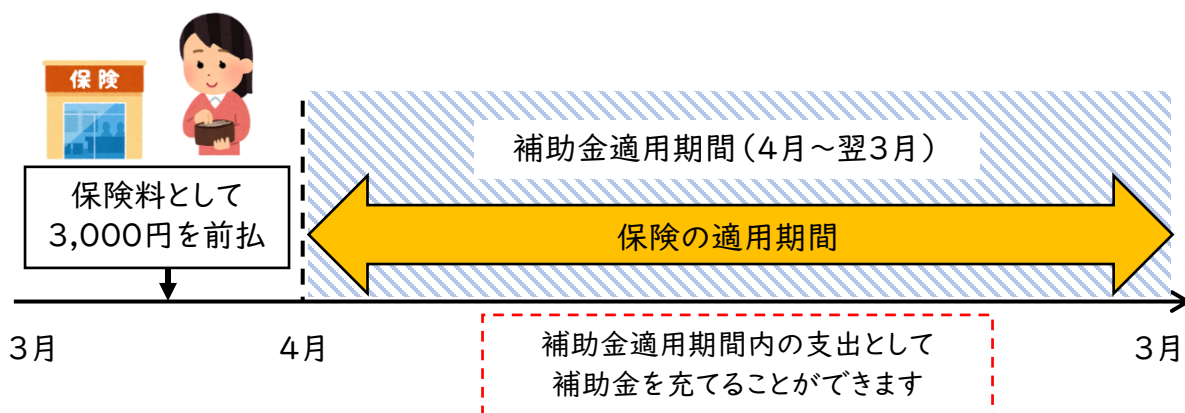 保険
補助金適用期間（4月～翌3月）
保険料として
3,000円を前払
保険の適用期間
3月
4月
3月
補助金適用期間内の支出として
補助金を充てることができます